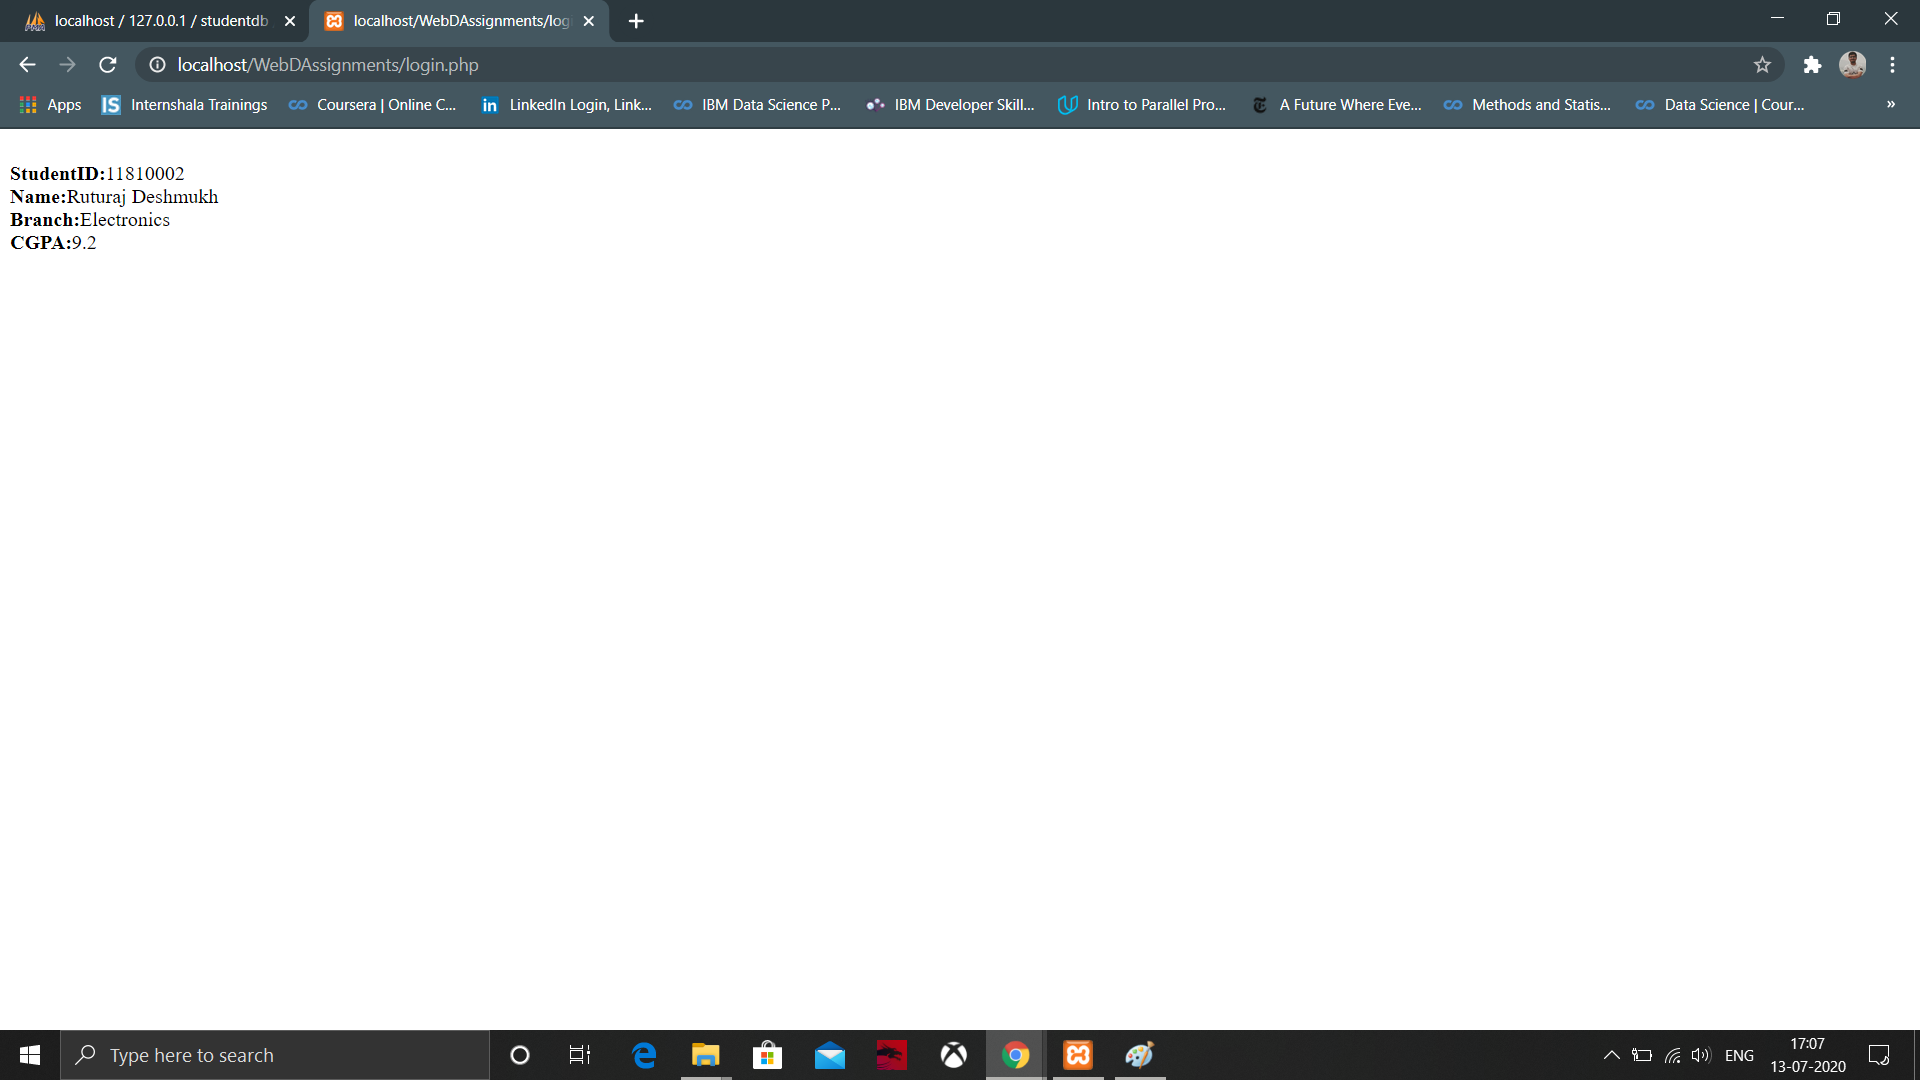 localhost / 127.0.0.1 / studentdb
localhost/WebDAssignments/log
localhost/WebDAssignments/login.php
Apps
Internshala Trainings
Coursera | Online C...
LinkedIn Login, Link...
IBM Data Science P...
IBM Developer Skill...
Intro to Parallel Pro...
A Future Where Eve...
Methods and Statis...
Data Science | Cour...
StudentID:11810002
Name:Ruturaj Deshmukh
Branch:Electronics
CGPA:9.2
Type here to search
ENG
17:07
13-07-2020